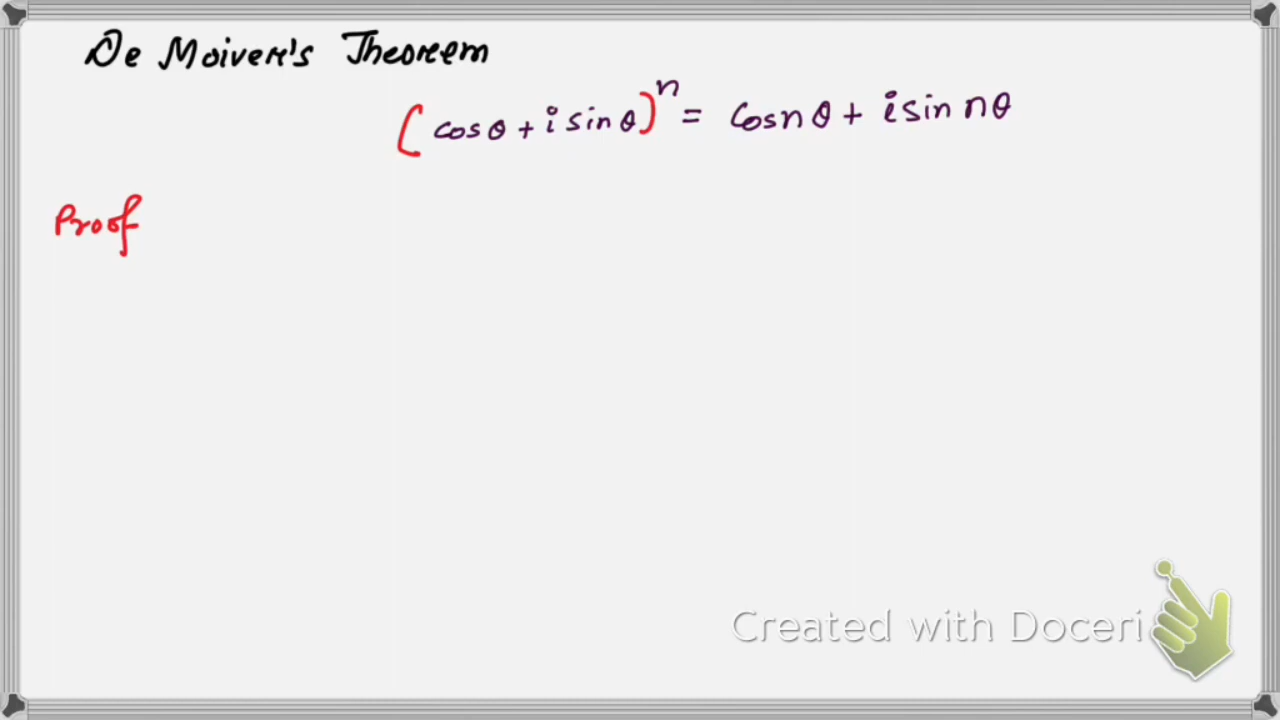 De Moiver's Theorem
(cosθ + i sinθ)ⁿ = Cosnθ + i sin nθ
Proof
Created with Doceri